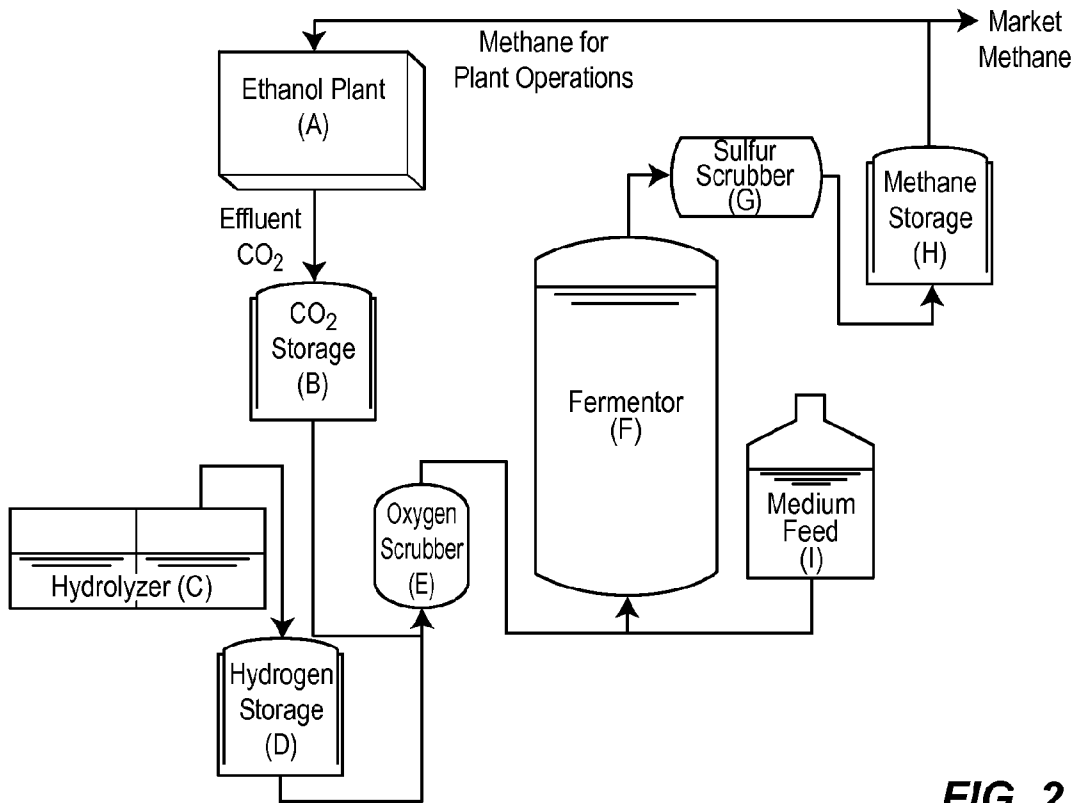 Market
Methane
Methane for
Plant Operations
Ethanol Plant
(A)
Effluent
CO2
CO2
Storage
(B)
Sulfur
Scrubber
(G)
Methane
Storage
(H)
Fermentor
(F)
Oxygen
Scrubber
(E)
Medium
Feed
(I)
Hydrolyzer (C)
Hydrogen
Storage
(D)
FIG. 2